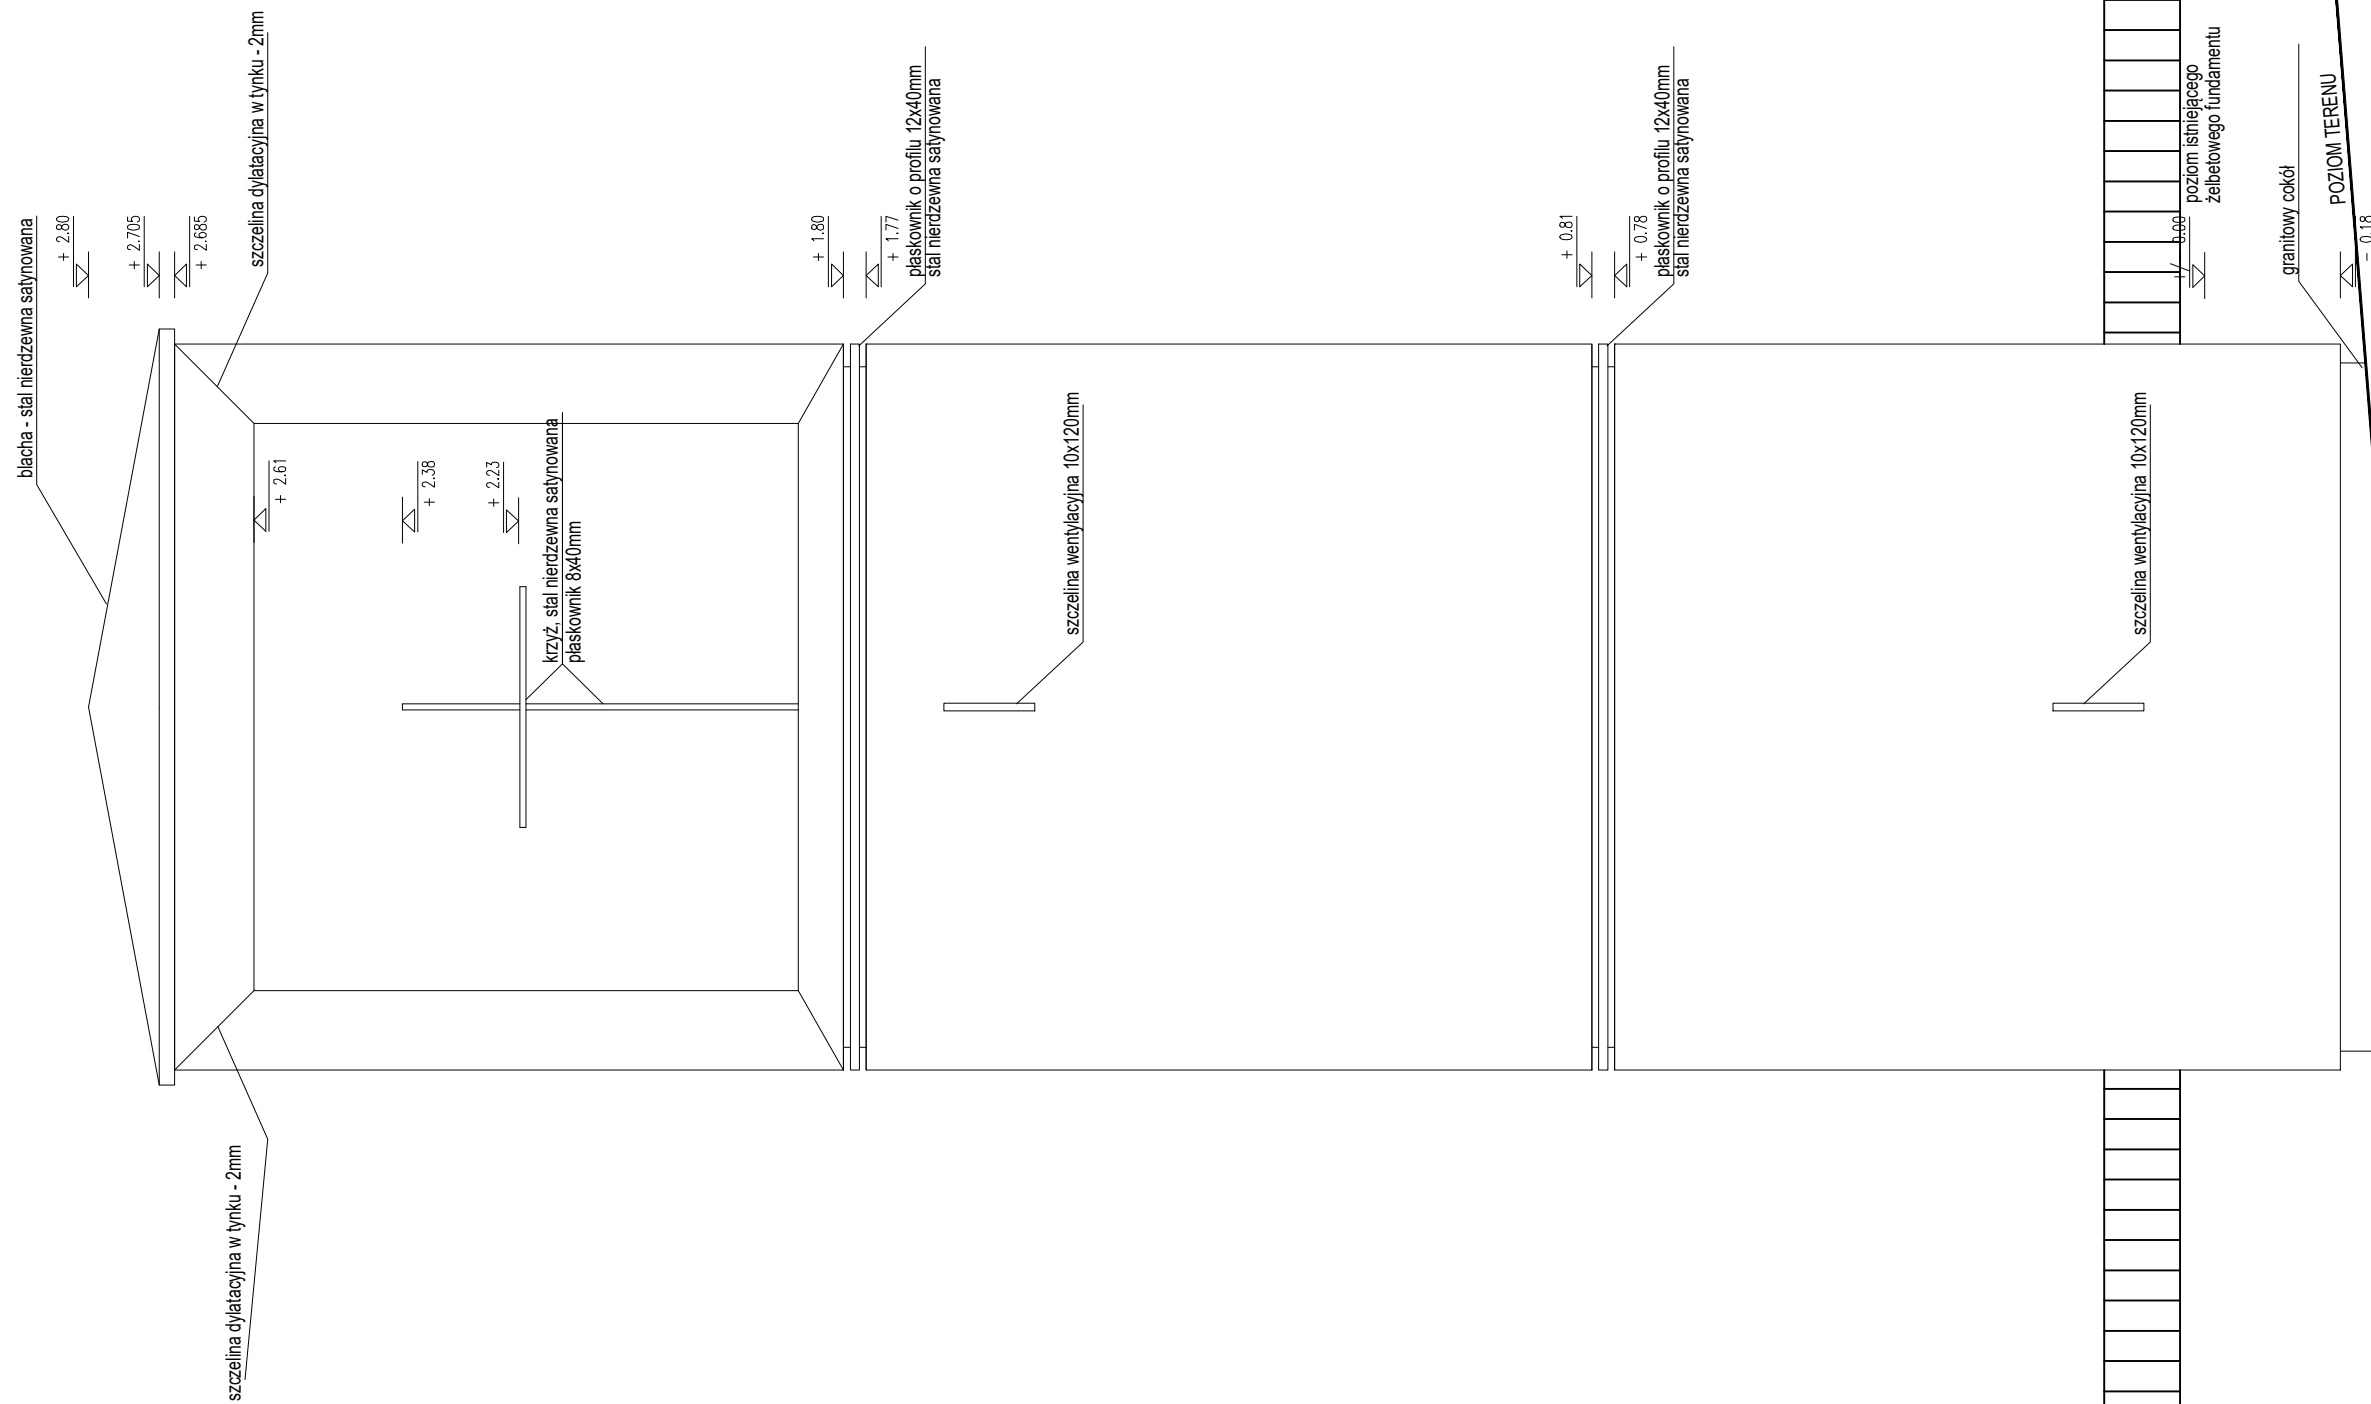 blacha - stal nierdzewna satynowana
+ 2.80
+ 2.705
+ 2.685
szczelina dylatacyjna w tynku - 2mm
szczelina dylatacyjna w tynku - 2mm
+ 2.61
+ 2.38
+ 2.23
krzyż, stal nierdzewna satynowana
płaskownik 8x40mm
+ 1.80
+ 1.77
płaskownik o profilu 12x40mm
stal nierdzewna satynowana
szczelina wentylacyjna 10x120mm
+ 0.81
+ 0.78
płaskownik o profilu 12x40mm
stal nierdzewna satynowana
szczelina wentylacyjna 10x120mm
+/- 0.00
poziom istniejącego
żelbetowego fundamentu
granitowy cokół
POZIOM TERENU
- 0.18